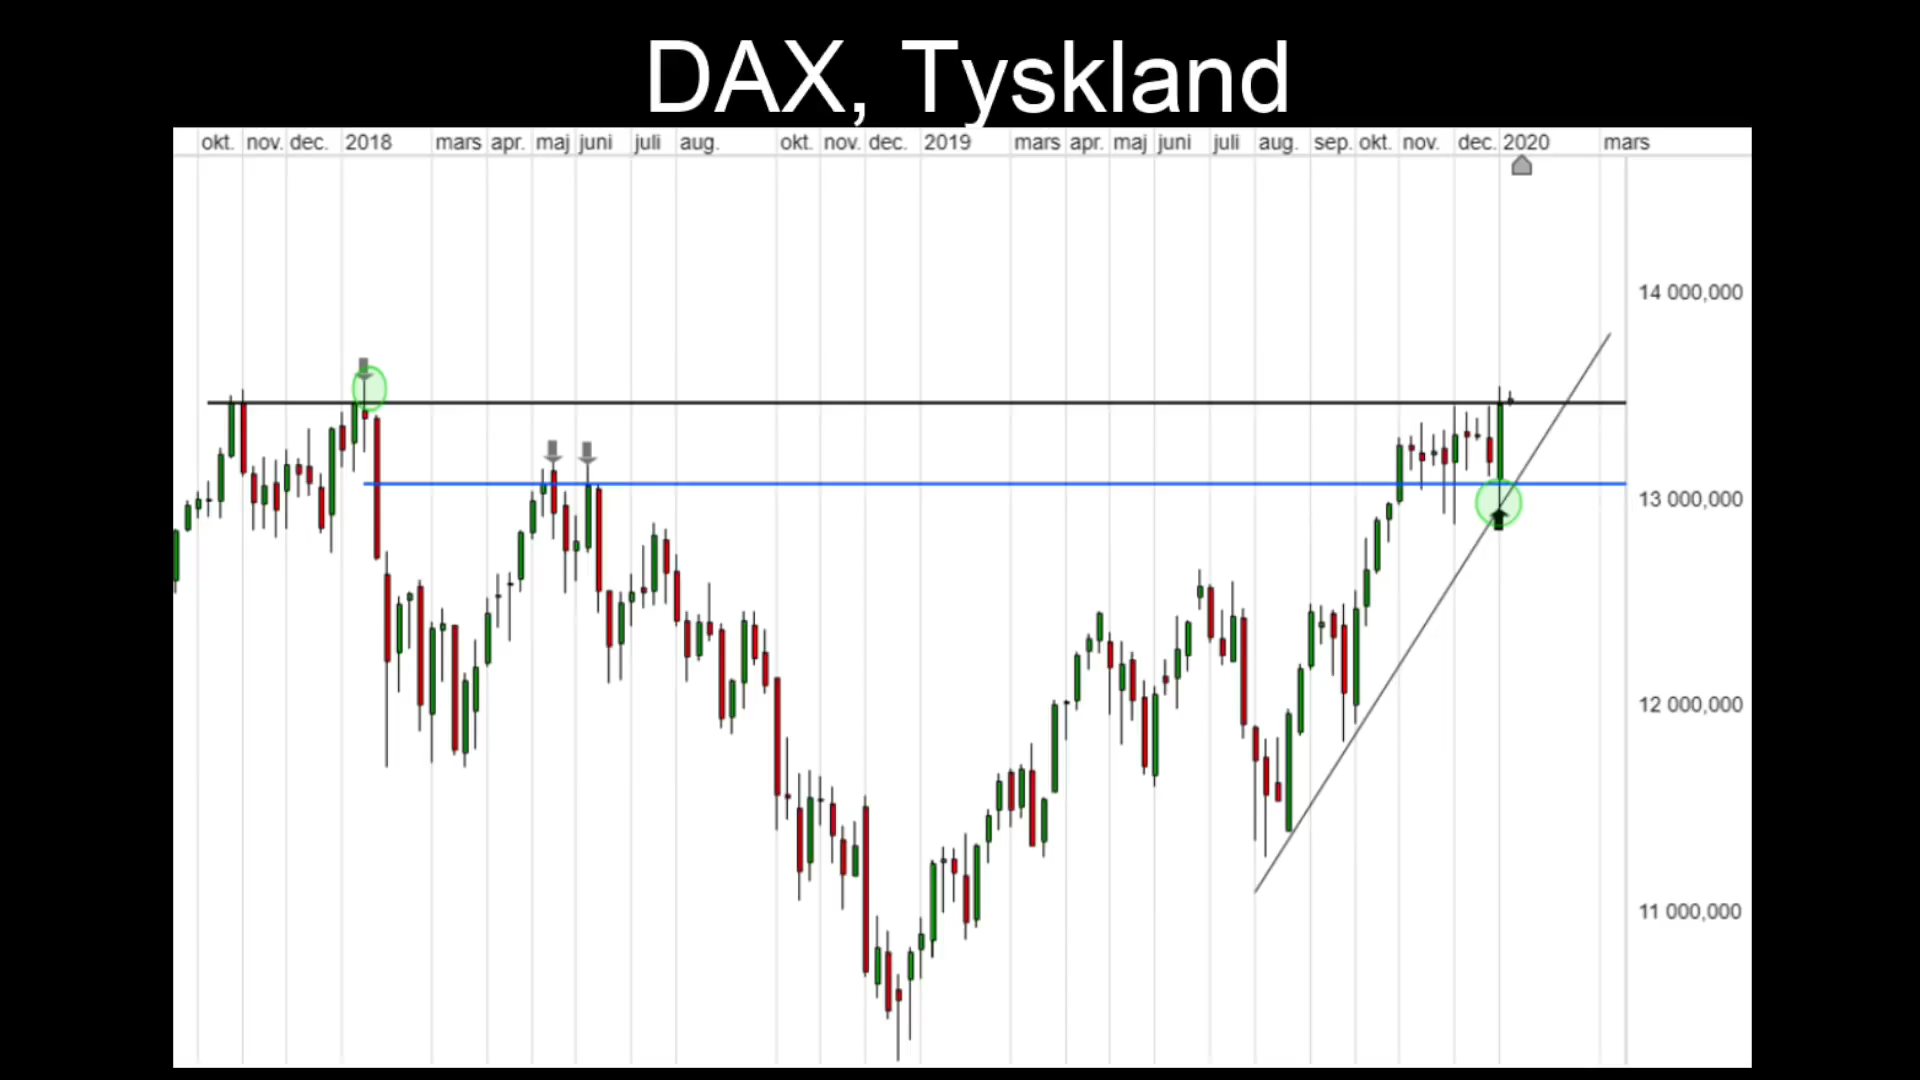 DAX, Tyskland
okt. nov. dec. 2018 mars apr. maj juni juli aug. okt. nov. dec. 2019 mars apr. maj juni juli aug. sep. okt. nov. dec. 2020 mars
14 000,000
13 000,000
12 000,000
11 000,000